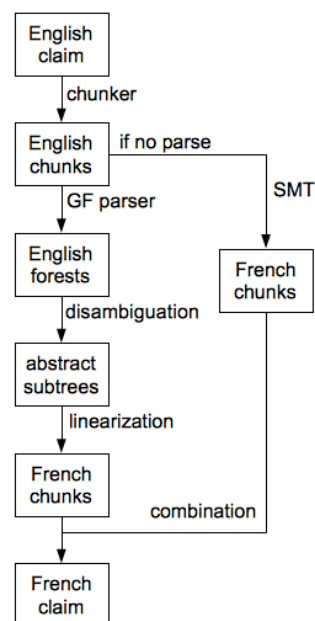 English
claim
chunker
English
chunks
if no parse
GF parser
SMT
English
forests
French
chunks
disambiguation
abstract
subtrees
linearization
French
chunks
combination
French
claim